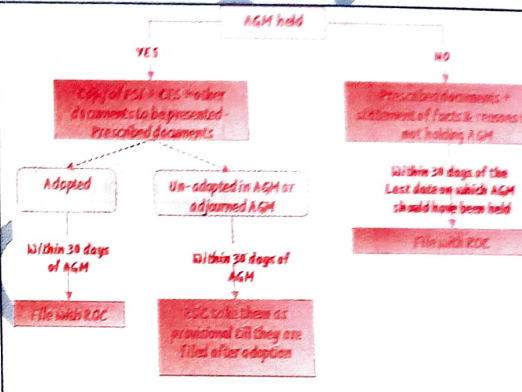 AGM held
YES
NO
Copy of FST + CFS + other
documents to be presented -
Prescribed documents
Prescribed documents +
statement of facts & reasons
not holding AGM
Adopted
Un-adopted in AGM or
adjourned AGM
Within 30 days of the
Last date on which AGM
should have been held
File with ROC
Within 30 days
of AGM
Within 30 days of
AGM
File with ROC
ROC take them as
provisional till they are
filed after adoption